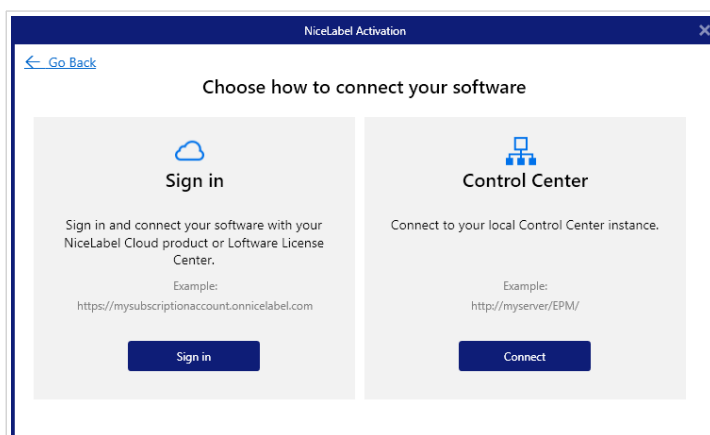 NiceLabel Activation
Go Back
Choose how to connect your software
Sign in
Sign in and connect your software with your
NiceLabel Cloud product or Loftware License
Center.
Example:
https://mysubscriptionaccount.onnicelabel.com
Sign in
Control Center
Connect to your local Control Center instance.
Example:
http://myserver/EPM/
Connect